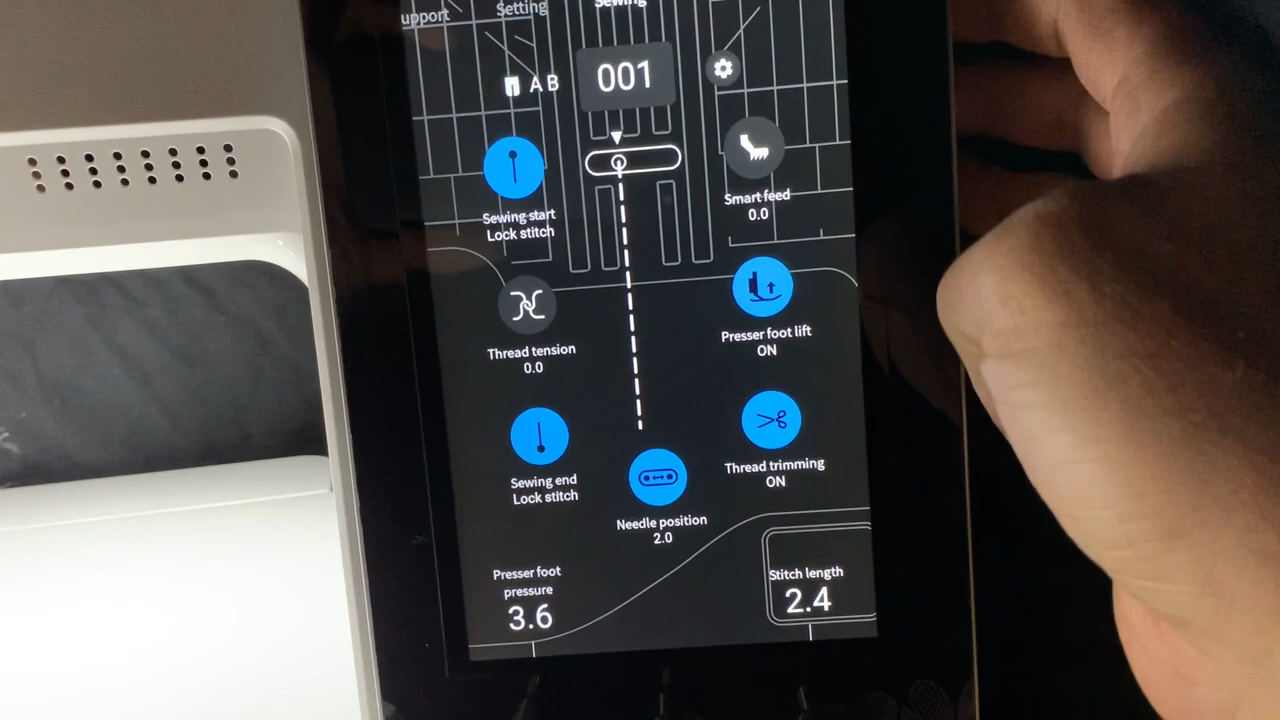 upport
Setting
Sewing
A B
001
Sewing start
Lock stitch
Smart feed
0.0
Thread tension
0.0
Presser foot lift
ON
Sewing end
Lock stitch
Thread trimming
ON
Needle position
2.0
Presser foot
pressure
3.6
Stitch length
2.4